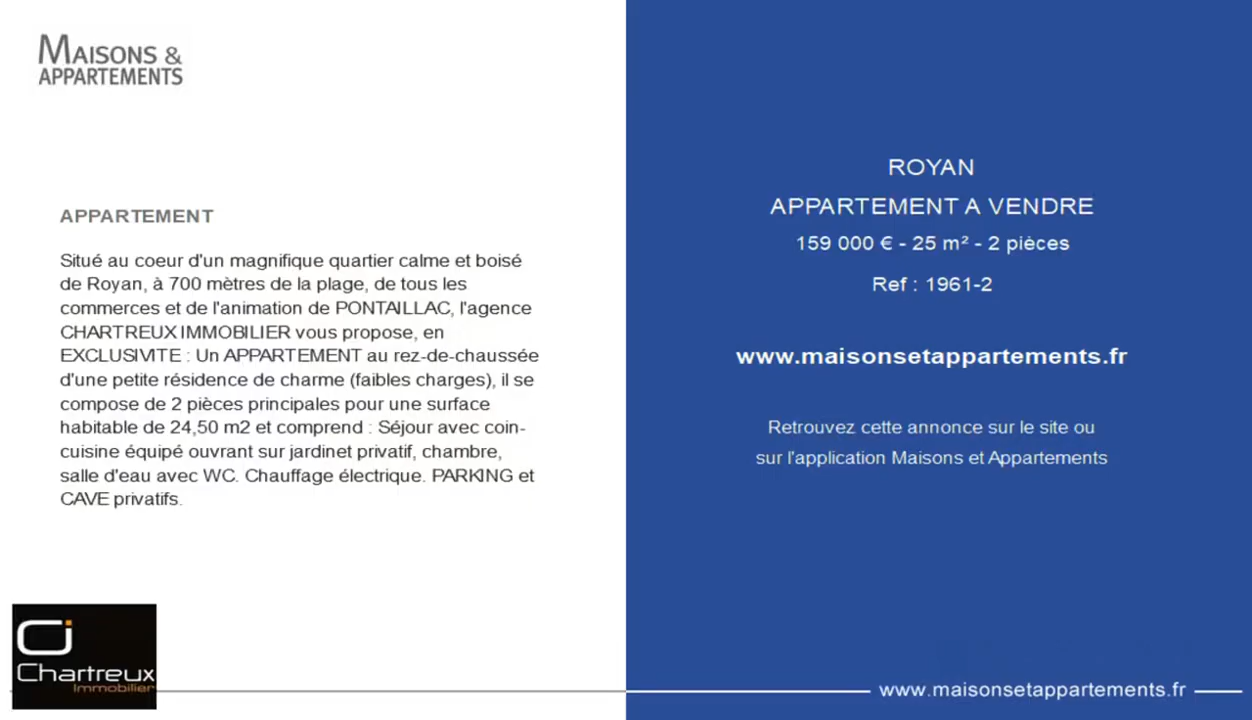 MAISONS &
APPARTEMENTS
APPARTEMENT
Situé au coeur d'un magnifique quartier calme et boisé
de Royan, à 700 mètres de la plage, de tous les
commerces et de l'animation de PONTAILLAC, l'agence
CHARTREUX IMMOBILIER vous propose, en
EXCLUSIVITE : Un APPARTEMENT au rez-de-chaussée
d'une petite résidence de charme (faibles charges), il se
compose de 2 pièces principales pour une surface
habitable de 24,50 m2 et comprend : Séjour avec coin-
cuisine équipé ouvrant sur jardinet privatif, chambre,
salle d'eau avec WC. Chauffage électrique. PARKING et
CAVE privatifs.
Chartreux
Immobilier
ROYAN
APPARTEMENT A VENDRE
159 000 € - 25 m² - 2 pièces
Ref : 1961-2
www.maisonsetappartements.fr
Retrouvez cette annonce sur le site ou
sur l'application Maisons et Appartements
www.maisonsetappartements.fr